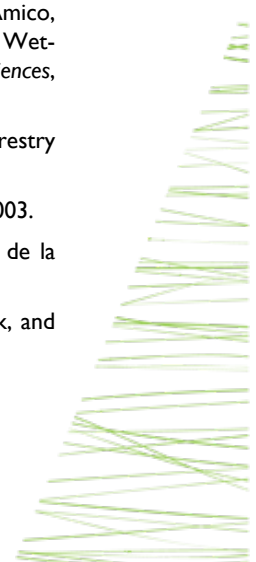 Amico,
Wet-
iences,
restry
003.
de la
k, and